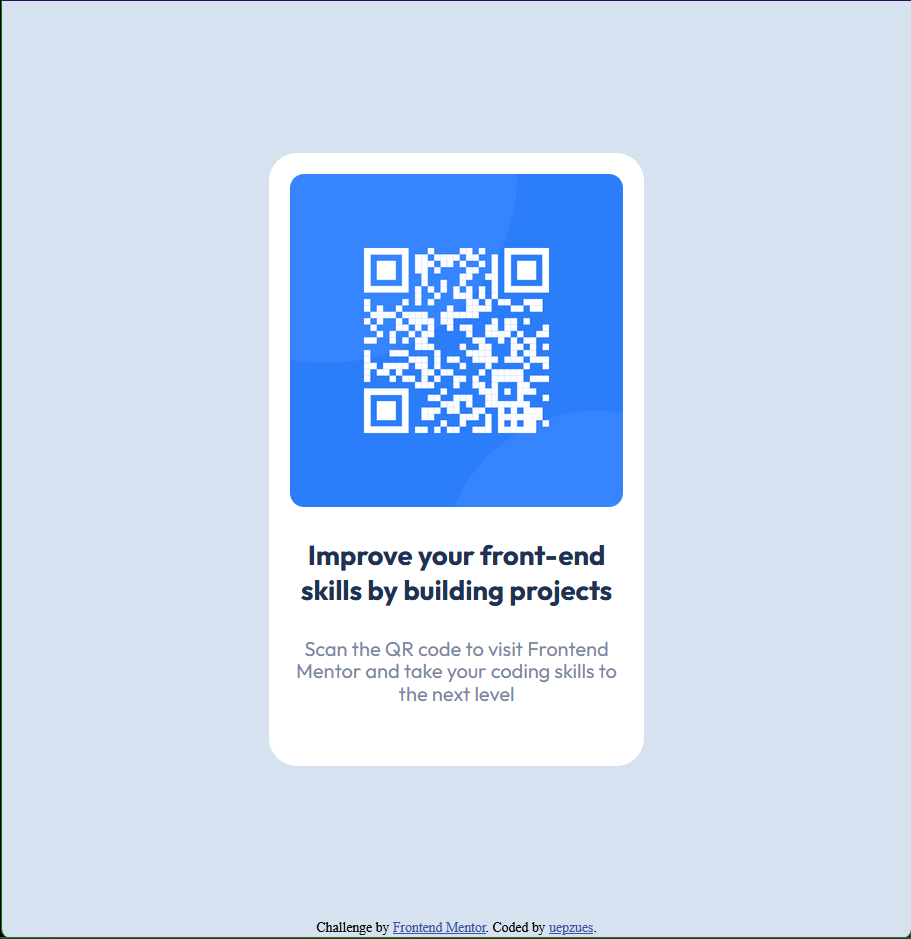 Improve your front-end
skills by building projects
Scan the QR code to visit Frontend
Mentor and take your coding skills to
the next level
Challenge by Frontend Mentor. Coded by uepzues.